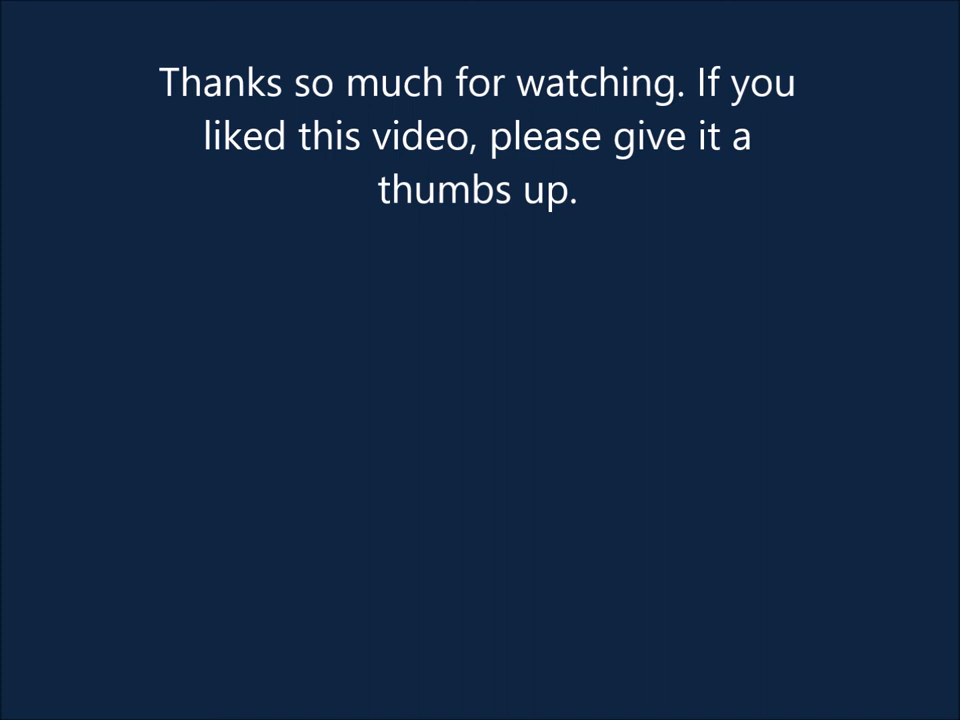 Thanks so much for watching. If you
liked this video, please give it a
thumbs up.